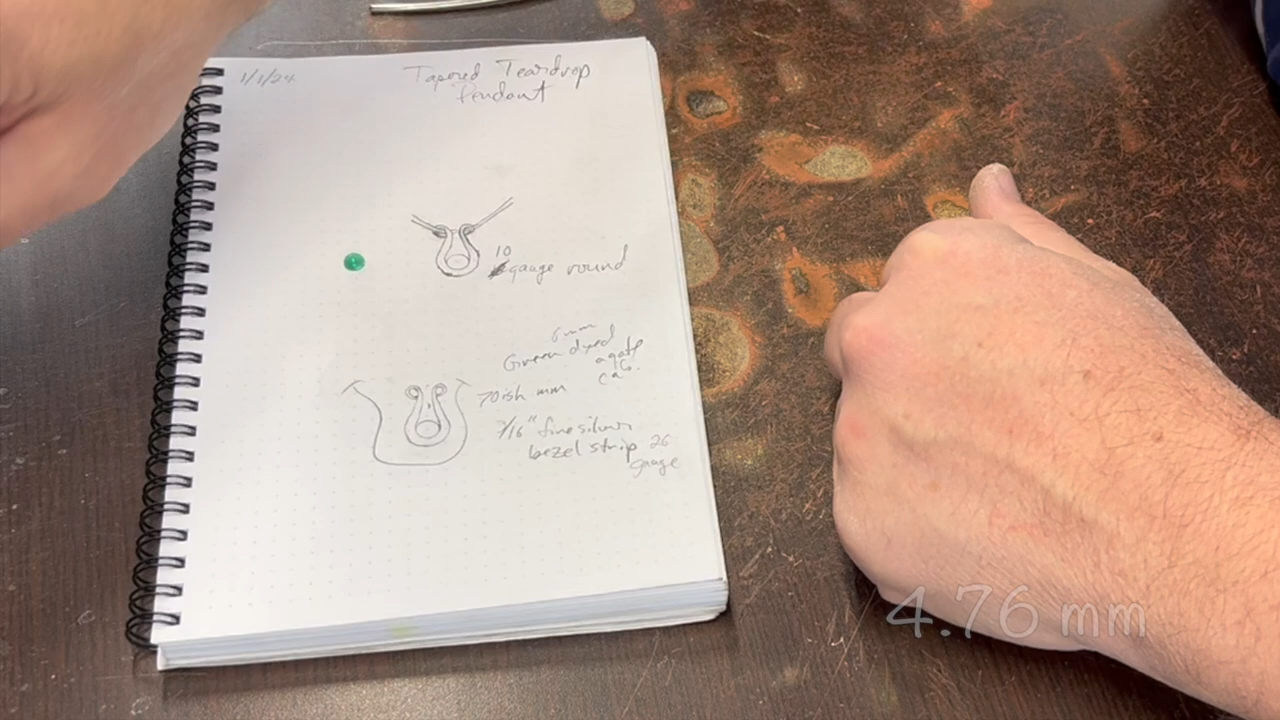 1/1/24
Tapered Teardrop
Pendant
10
gauge round
6mm
Green dyed
agate
cab.
70ish mm
3/16" fine silver
bezel strip 26
gauge
4.76 mm